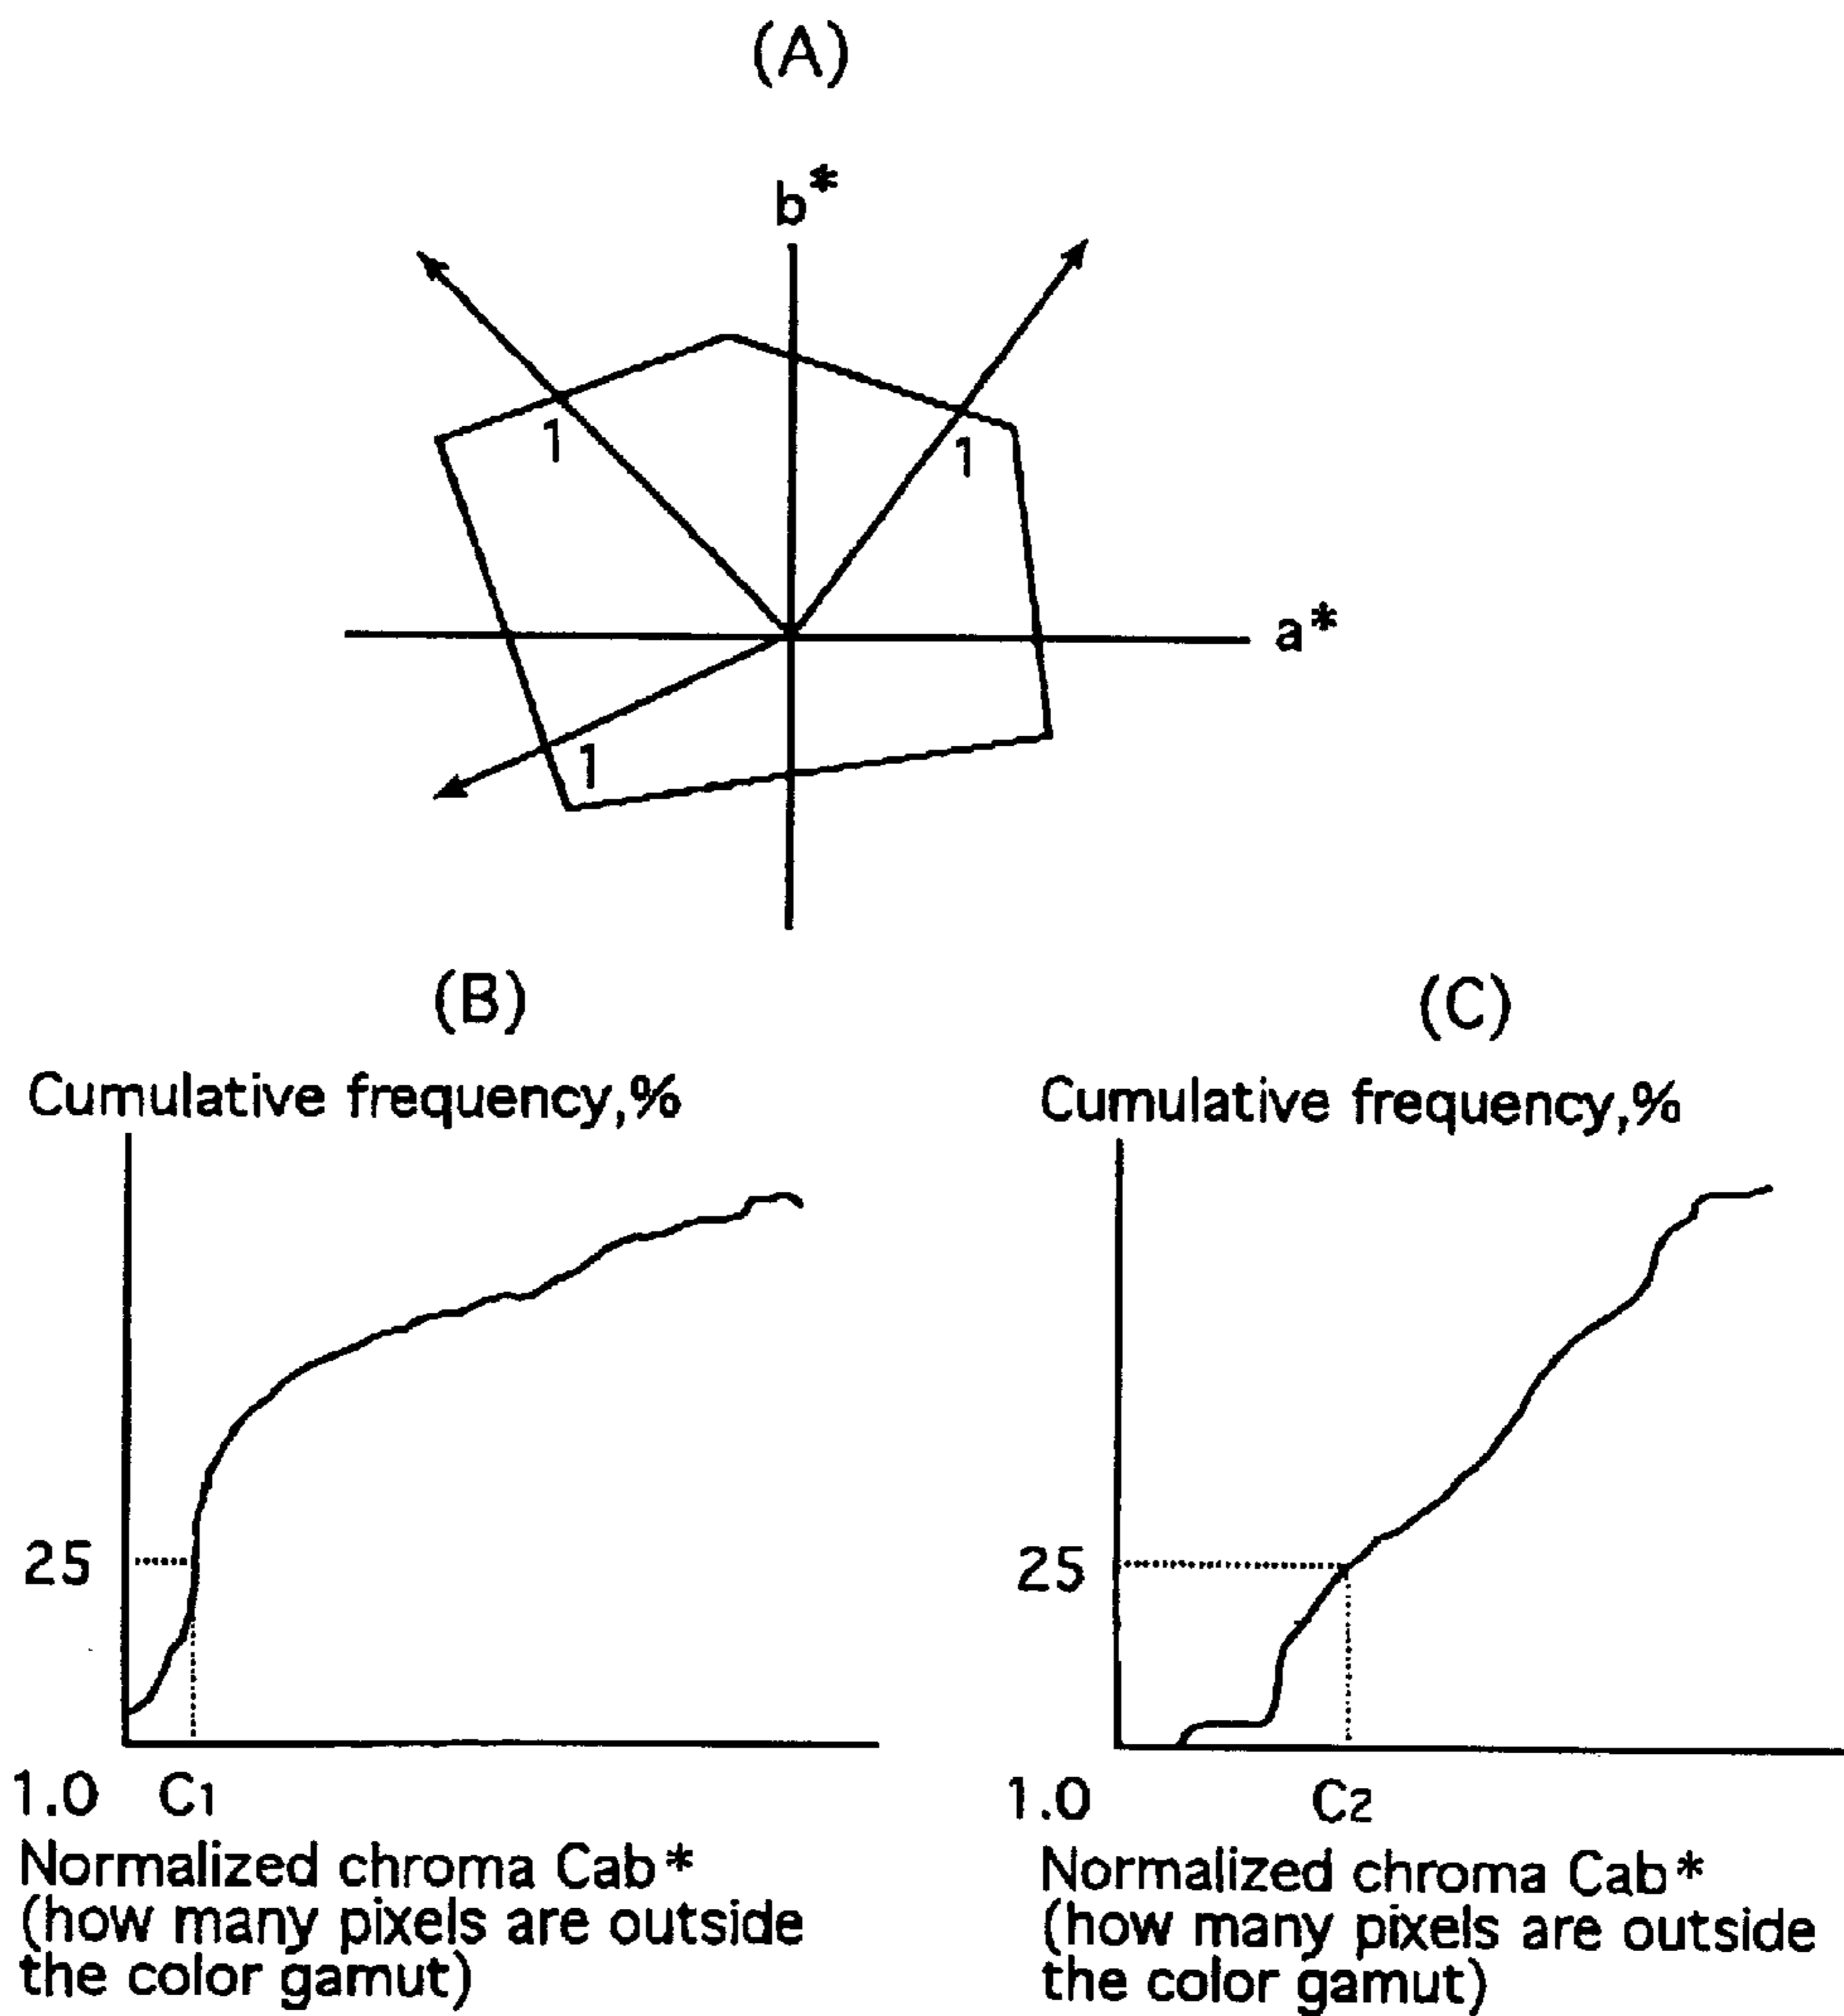 (A)
b*
1
1
a*
1
(B)
Cumulative frequency,%
25
1.0 C1
Normalized chroma Cab*
(how many pixels are outside
the color gamut)
(C)
Cumulative frequency,%
25
1.0 C2
Normalized chroma Cab*
(how many pixels are outside
the color gamut)